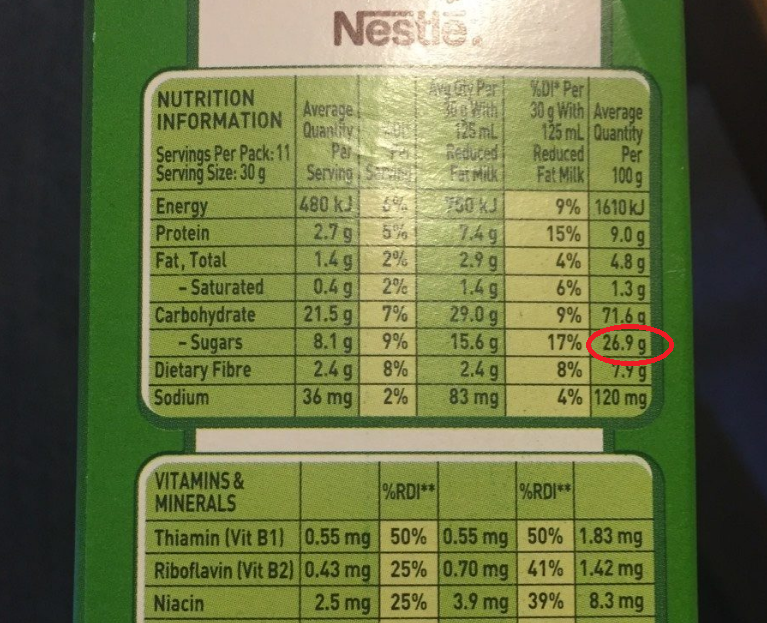 Nestlé.
NUTRITION INFORMATION Average Quantity Per Serving Avg Qty Per 30 g With 125 mL Reduced Fat Milk %DI* Per 30 g With 125 mL Reduced Fat Milk Average Quantity Per 100 g
Servings Per Pack: 11
Serving Size: 30 g
Energy 480 kJ 6% 760 kJ 9% 1610 kJ
Protein 2.7 g 5% 7.4 g 15% 9.0 g
Fat, Total 1.4 g 2% 2.9 g 4% 4.8 g
- Saturated 0.4 g 2% 1.4 g 6% 1.3 g
Carbohydrate 21.5 g 7% 29.0 g 9% 71.6 g
- Sugars 8.1 g 9% 15.6 g 17% 26.9 g
Dietary Fibre 2.4 g 8% 2.4 g 8% 7.9 g
Sodium 36 mg 2% 83 mg 4% 120 mg
VITAMINS & MINERALS %RDI** %RDI**
Thiamin (Vit B1) 0.55 mg 50% 0.55 mg 50% 1.83 mg
Riboflavin (Vit B2) 0.43 mg 25% 0.70 mg 41% 1.42 mg
Niacin 2.5 mg 25% 3.9 mg 39% 8.3 mg